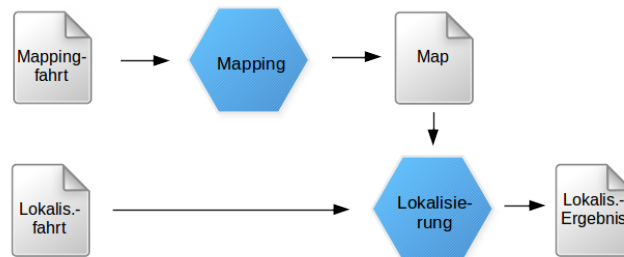 Mapping-
fahrt
Mapping
Map
Lokalis.-
fahrt
Lokalisie-
rung
Lokalis.-
Ergebnis